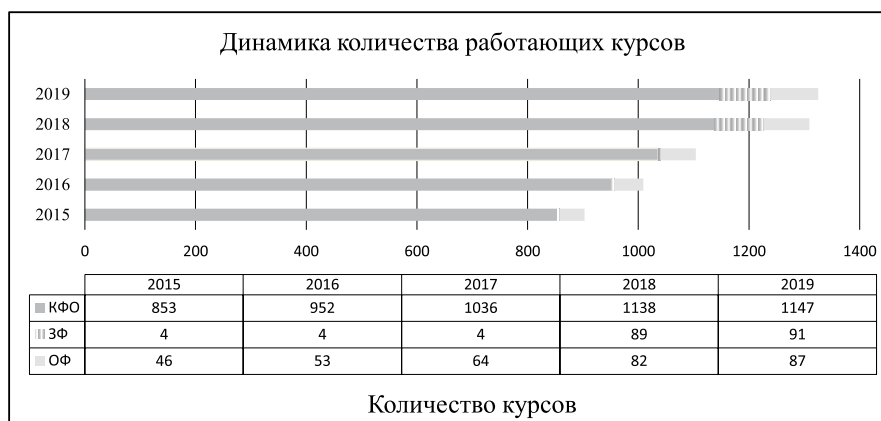 Динамика количества работающих курсов
2019
2018
2017
2016
2015
0 200 400 600 800 1000 1200 1400
2015 2016 2017 2018 2019
КФО 853 952 1036 1138 1147
ЗФ 4 4 4 89 91
ОФ 46 53 64 82 87
Количество курсов